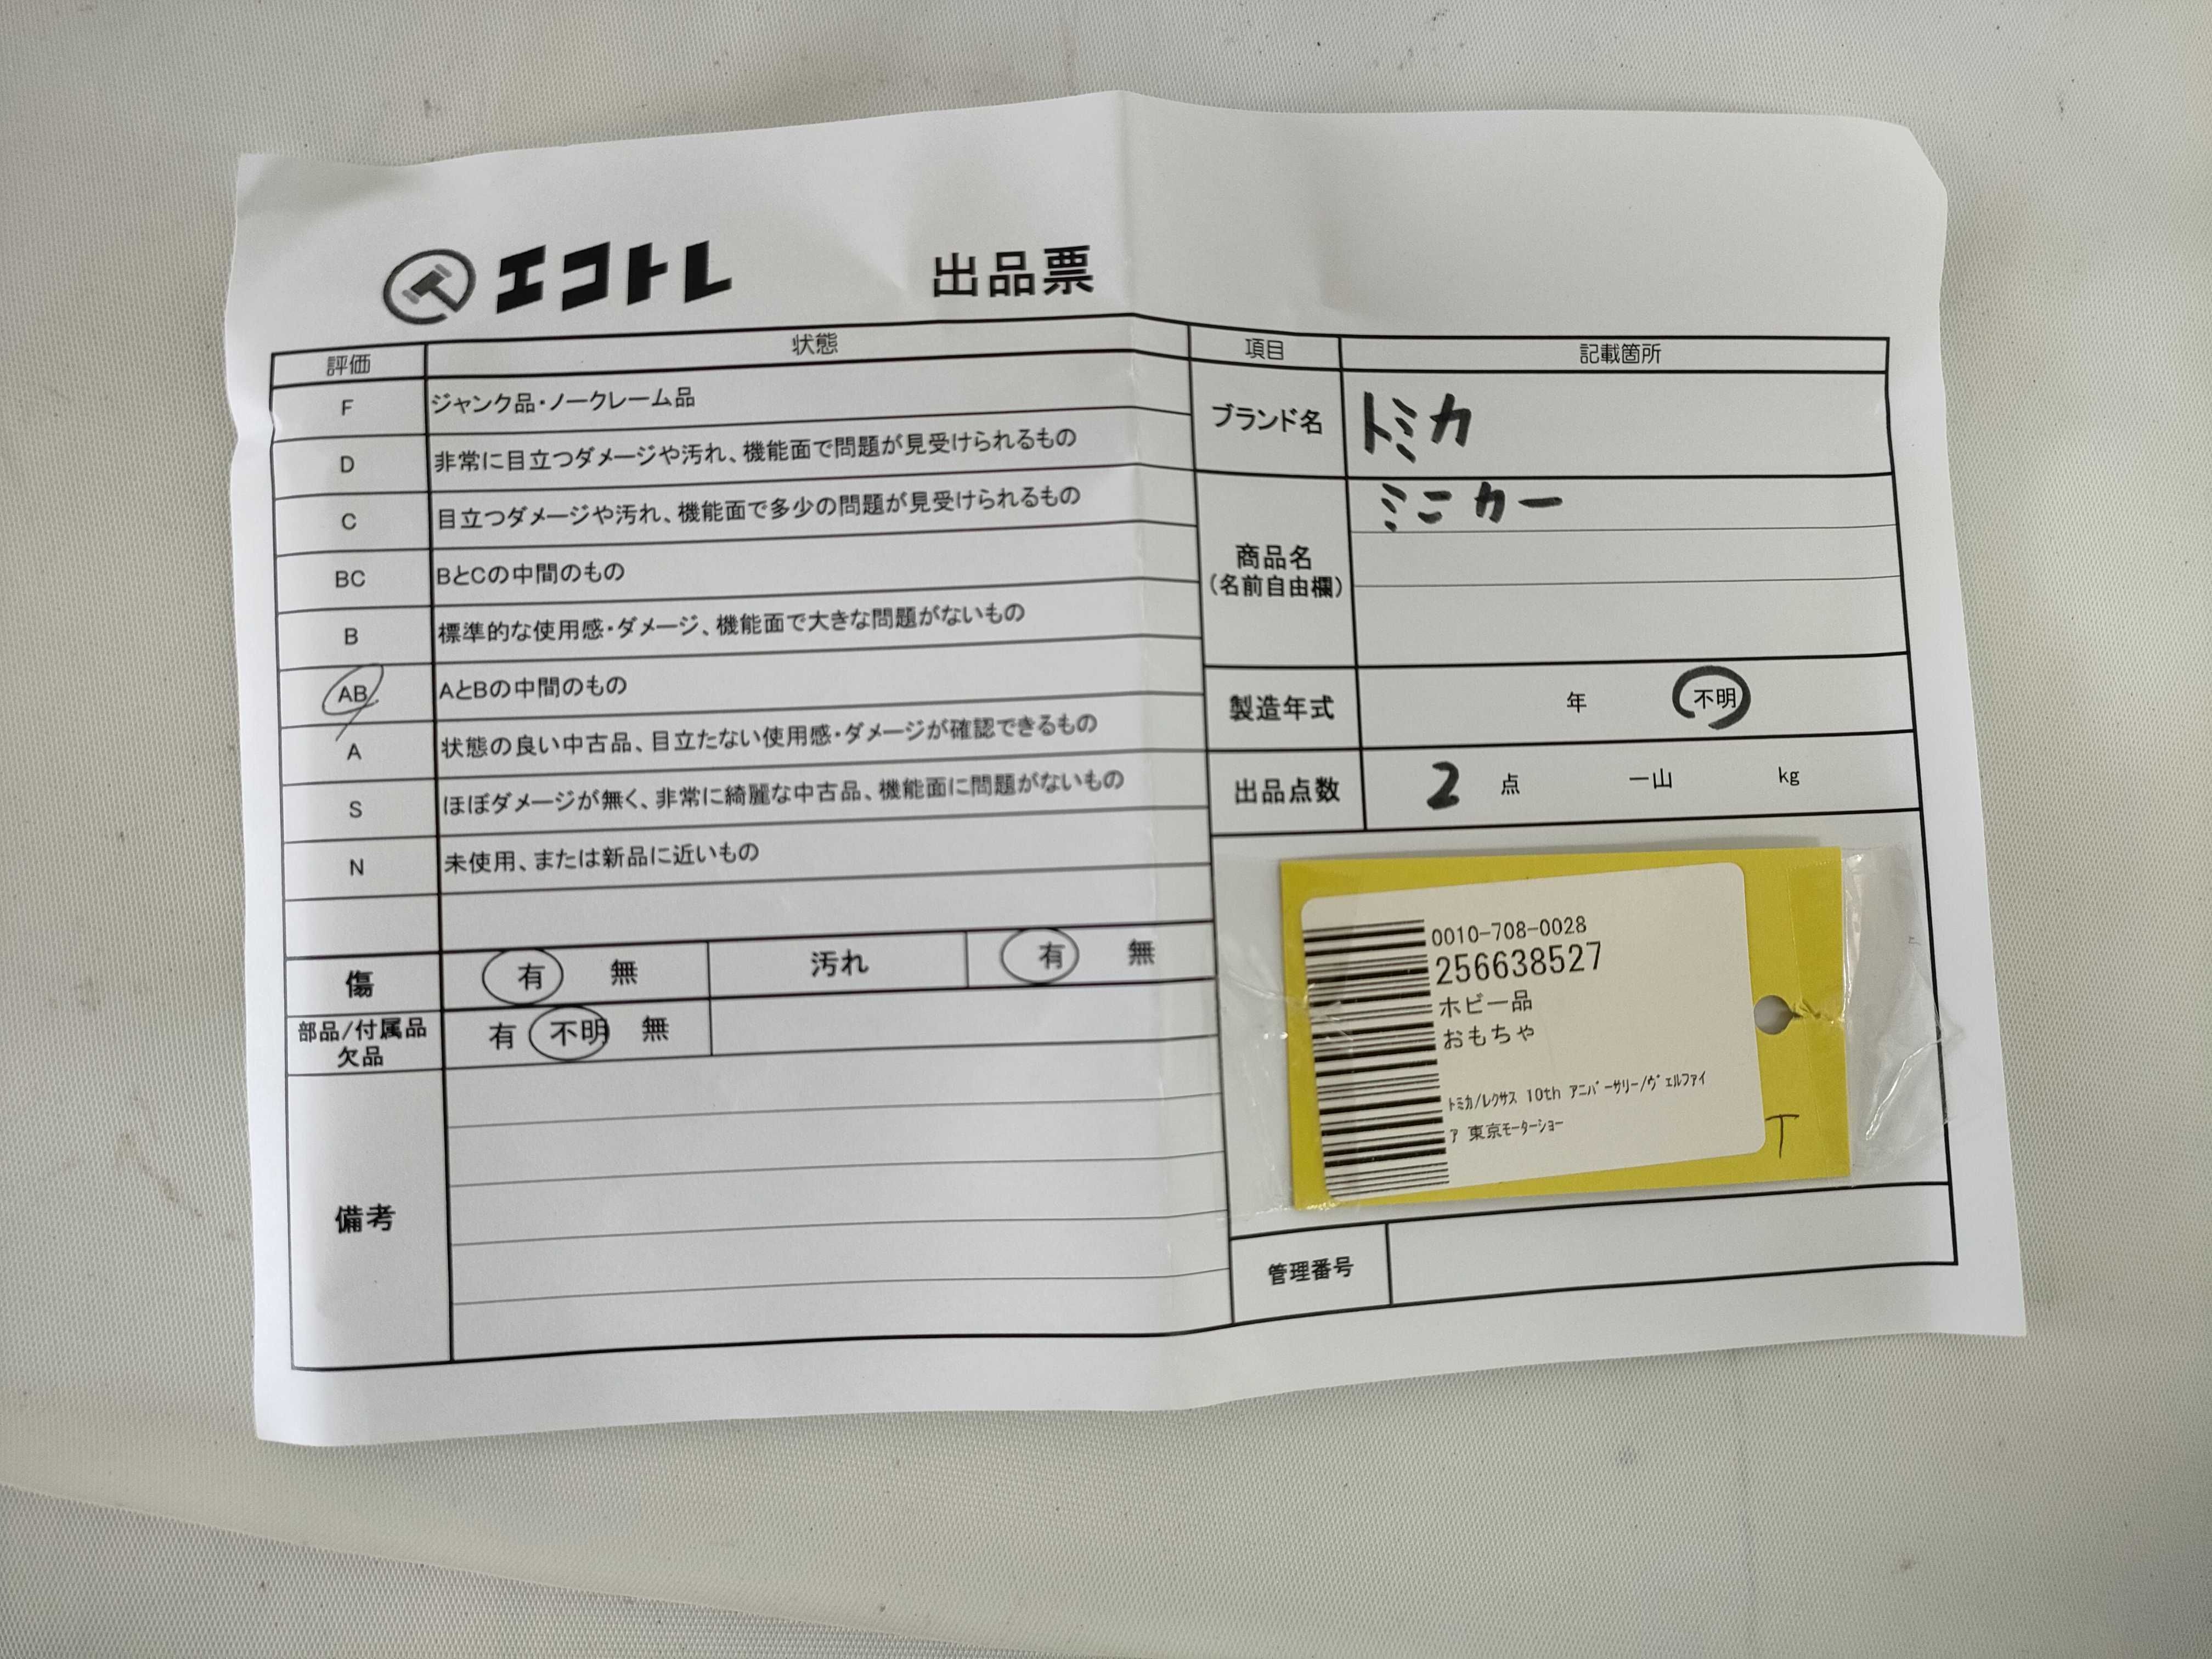 エコトレ 出品票
評価 状態
F ジャンク品・ノークレーム品
D 非常に目立つダメージや汚れ、機能面で問題が見受けられるもの
C 目立つダメージや汚れ、機能面で多少の問題が見受けられるもの
BC BとCの中間のもの
B 標準的な使用感・ダメージ、機能面で大きな問題がないもの
AB AとBの中間のもの
A 状態の良い中古品、目立たない使用感・ダメージが確認できるもの
S ほぼダメージが無く、非常に綺麗な中古品、機能面に問題がないもの
N 未使用、または新品に近いもの
傷 有 無 汚れ 有 無
部品/付属品
欠品
有 不明 無
備考
項目 記載箇所
ブランド名 トミカ
商品名
(名前自由欄)
ミニカー
製造年式 年 不明
出品点数 2 点 一山 kg
0010-708-0028
256638527
ホビー品
おもちゃ
ﾄﾐｶ/ﾚｸｻｽ 10th ｱﾆﾊﾞｰｻﾘｰ/ｳﾞｪﾙﾌｧｲ
ｱ 東京ﾓｰﾀｰｼｮｰ
T
管理番号